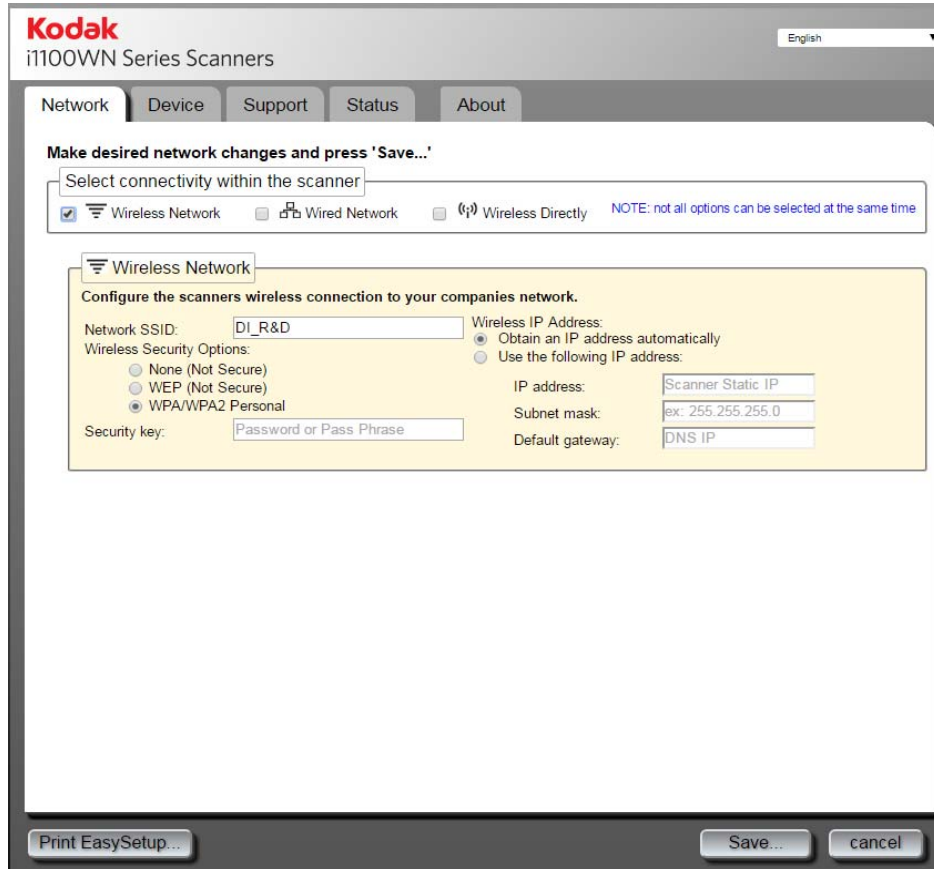 Kodak
i1100WN Series Scanners
English
Network Device Support Status About
Make desired network changes and press 'Save...'
Select connectivity within the scanner
Wireless Network Wired Network Wireless Directly NOTE: not all options can be selected at the same time
Wireless Network
Configure the scanners wireless connection to your companies network.
Network SSID: DI_R&D
Wireless Security Options:
None (Not Secure)
WEP (Not Secure)
WPA/WPA2 Personal
Security key: Password or Pass Phrase
Wireless IP Address:
Obtain an IP address automatically
Use the following IP address:
IP address: Scanner Static IP
Subnet mask: ex: 255.255.255.0
Default gateway: DNS IP
Print EasySetup... Save... cancel